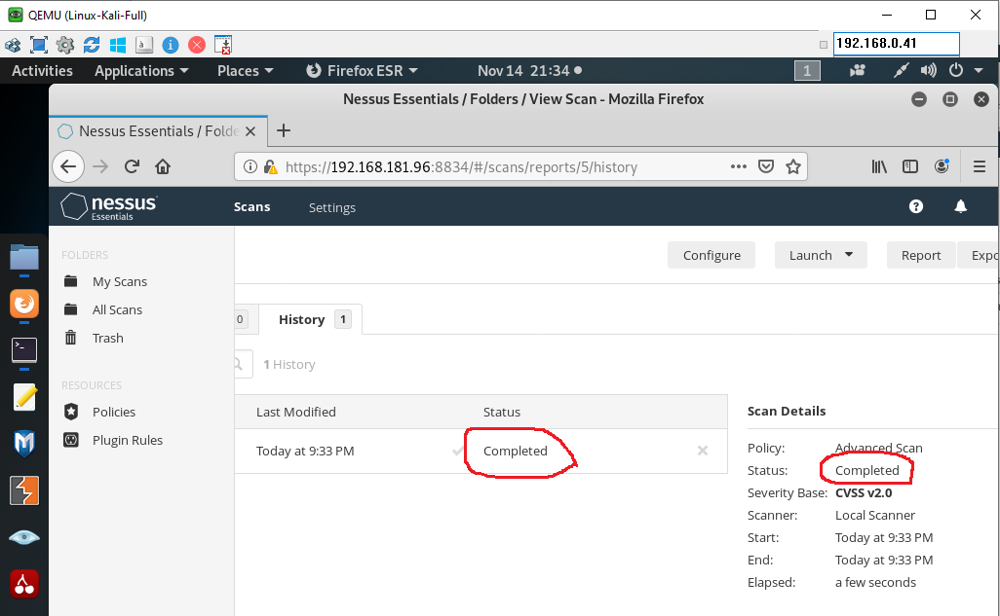 QEMU (Linux-Kali-Full)
a
192.168.0.41
Activities Applications Places Firefox ESR Nov 14 21:34 1
Nessus Essentials / Folders / View Scan - Mozilla Firefox
Nessus Essentials / Folde
https://192.168.181.96:8834/#/scans/reports/5/history
nessus Essentials Scans Settings
FOLDERS
Configure Launch Report Expo
My Scans
All Scans
0 History 1
Trash
1 History
RESOURCES
Policies
Last Modified Status
Scan Details
Plugin Rules
Today at 9:33 PM Completed
Policy: Advanced Scan
Status: Completed
Severity Base: CVSS v2.0
Scanner: Local Scanner
Start: Today at 9:33 PM
End: Today at 9:33 PM
Elapsed: a few seconds